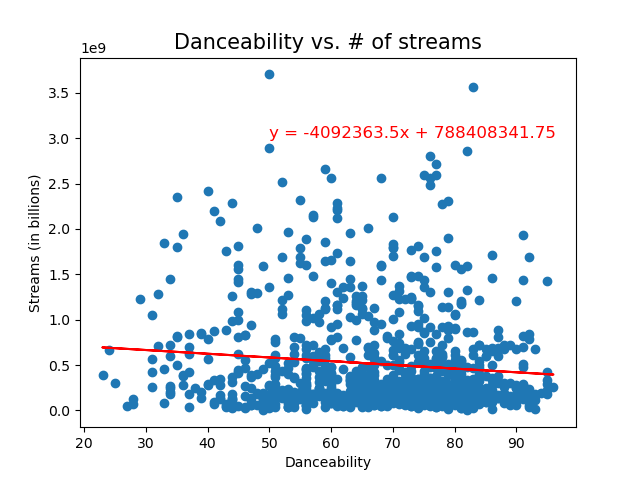 Danceability vs. # of streams
1e9
y = -4092363.5x + 788408341.75
3.5
3.0
2.5
2.0
1.5
1.0
0.5
0.0
Streams (in billions)
20 30 40 50 60 70 80 90
Danceability